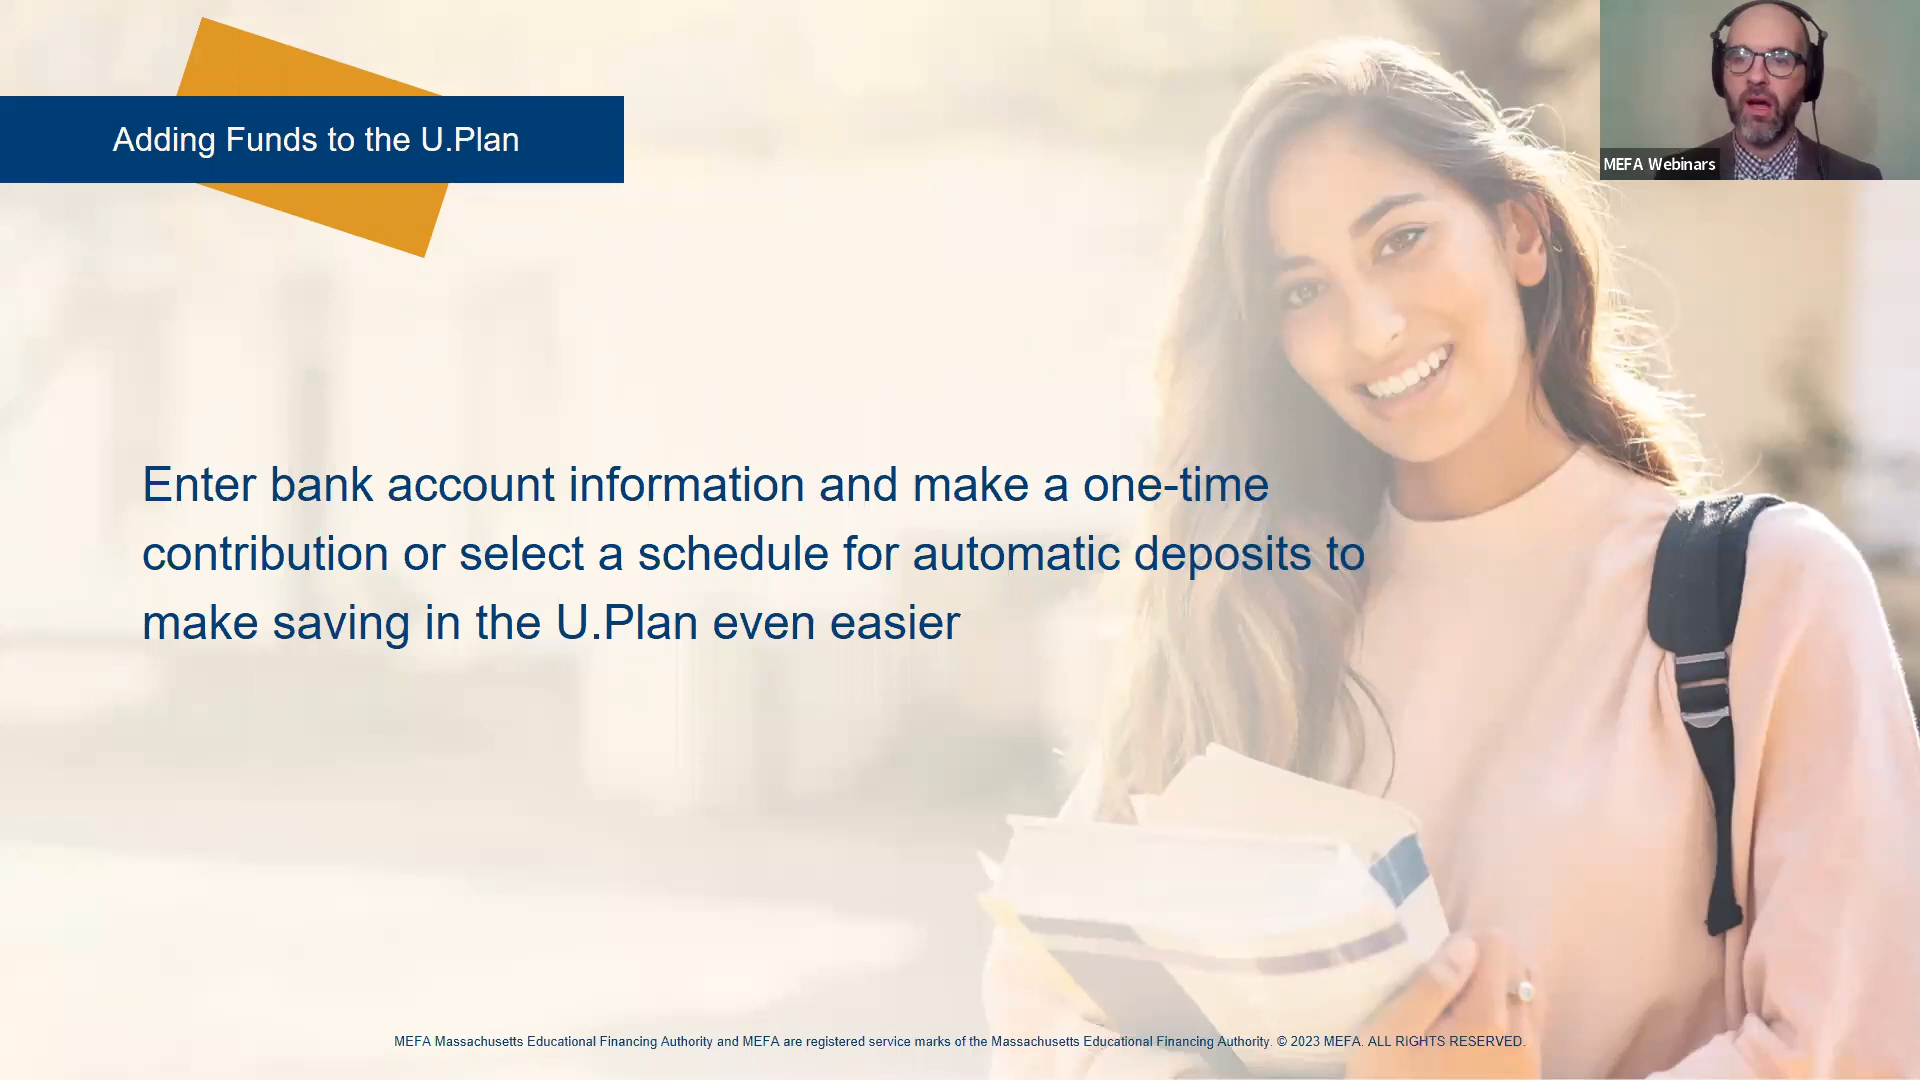 Adding Funds to the U.Plan
MEFA Webinars
Enter bank account information and make a one-time
contribution or select a schedule for automatic deposits to
make saving in the U.Plan even easier
MEFA Massachusetts Educational Financing Authority and MEFA are registered service marks of the Massachusetts Educational Financing Authority. © 2023 MEFA. ALL RIGHTS RESERVED.